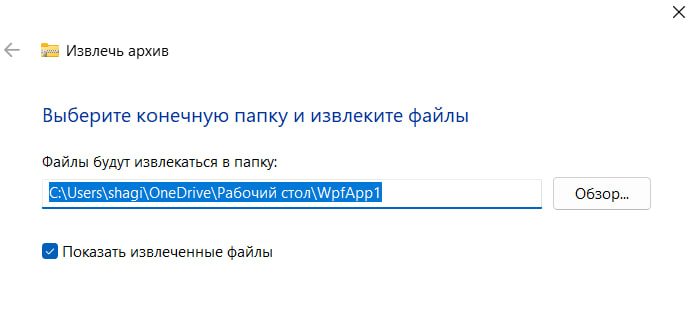 Извлечь архив
Выберите конечную папку и извлеките файлы
Файлы будут извлекаться в папку:
C:\Users\shagi\OneDrive\Рабочий стол\WpfApp1
Обзор...
Показать извлеченные файлы